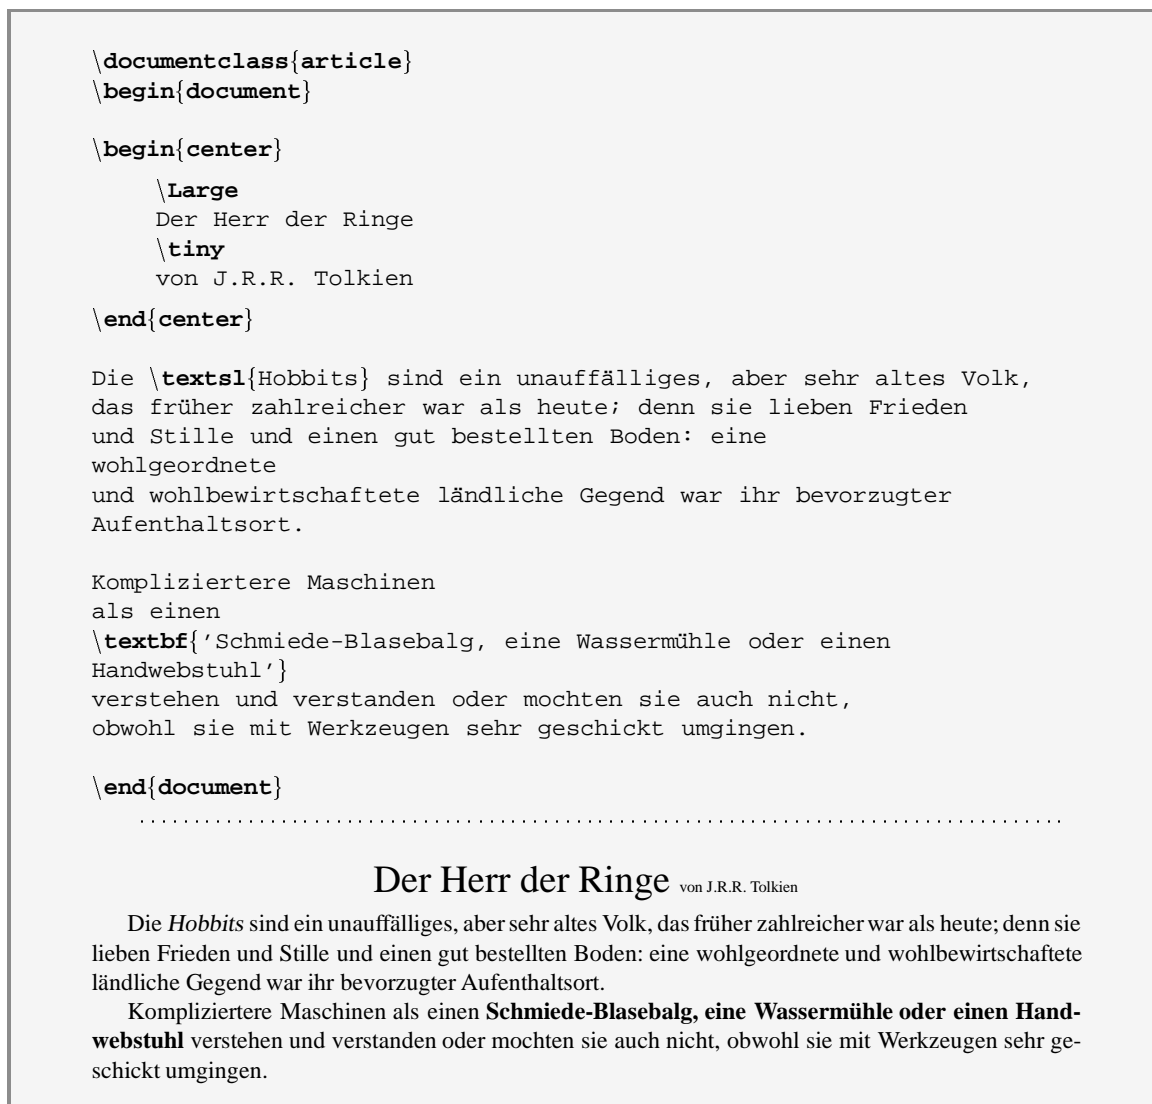 \documentclass{article}
\begin{document}
\begin{center}
\Large
Der Herr der Ringe
\tiny
von J.R.R. Tolkien
\end{center}
Die \textsl{Hobbits} sind ein unauffälliges, aber sehr altes Volk,
das früher zahlreicher war als heute; denn sie lieben Frieden
und Stille und einen gut bestellten Boden: eine
wohlgeordnete
und wohlbewirtschaftete ländliche Gegend war ihr bevorzugter
Aufenthaltsort.
Kompliziertere Maschinen
als einen
\textbf{'Schmiede-Blasebalg, eine Wassermühle oder einen
Handwebstuhl'}
verstehen und verstanden oder mochten sie auch nicht,
obwohl sie mit Werkzeugen sehr geschickt umgingen.
\end{document}
Der Herr der Ringe von J.R.R. Tolkien
Die Hobbits sind ein unauffälliges, aber sehr altes Volk, das früher zahlreicher war als heute; denn sie
lieben Frieden und Stille und einen gut bestellten Boden: eine wohlgeordnete und wohlbewirtschaftete
ländliche Gegend war ihr bevorzugter Aufenthaltsort.
Kompliziertere Maschinen als einen Schmiede-Blasebalg, eine Wassermühle oder einen Hand-
webstuhl verstehen und verstanden oder mochten sie auch nicht, obwohl sie mit Werkzeugen sehr ge-
schickt umgingen.